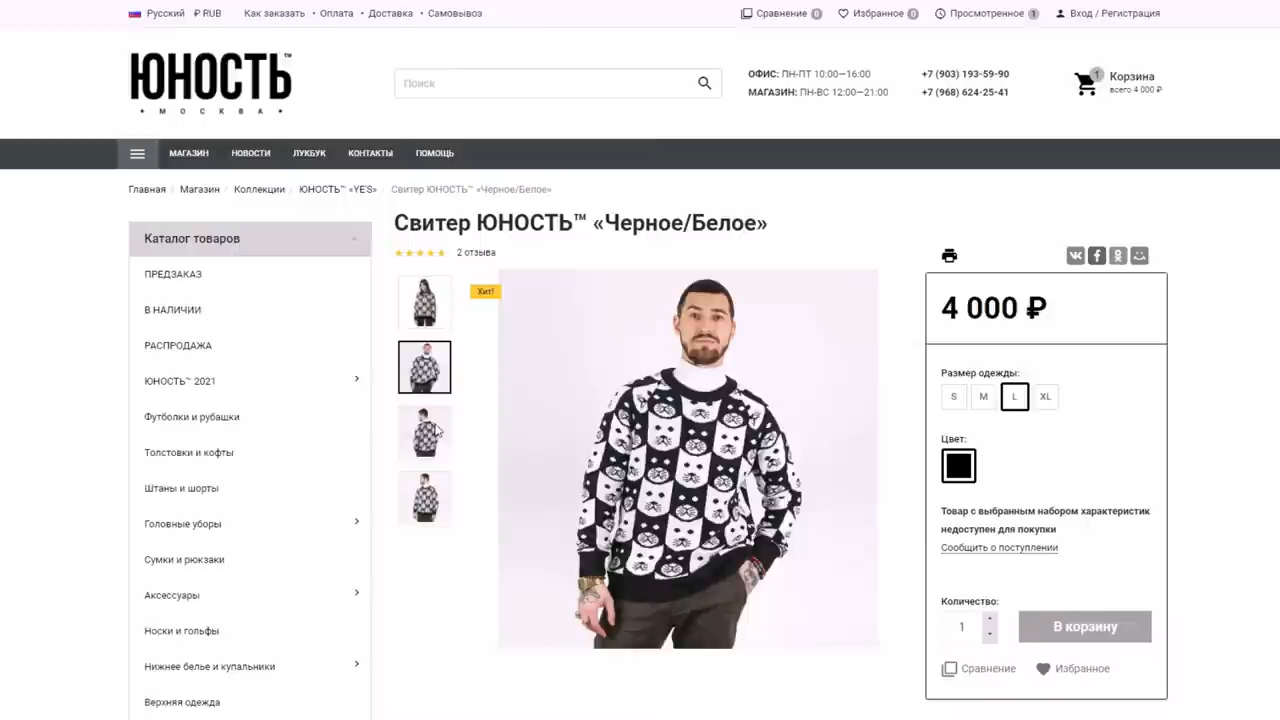 Русский ₽ RUB Как заказать • Оплата • Доставка • Самовывоз Сравнение 0 Избранное 0 Просмотренное 1 Вход / Регистрация
ЮНОСТЬ™
МОСКВА
Поиск
ОФИС: ПН-ПТ 10:00—16:00 +7 (903) 193-59-90
МАГАЗИН: ПН-ВС 12:00—21:00 +7 (968) 624-25-41
1 Корзина
всего 4 000 ₽
МАГАЗИН НОВОСТИ ЛУКБУК КОНТАКТЫ ПОМОЩЬ
Главная / Магазин / Коллекции / ЮНОСТЬ™ «YE'S» / Свитер ЮНОСТЬ™ «Черное/Белое»
Каталог товаров
ПРЕДЗАКАЗ
В НАЛИЧИИ
РАСПРОДАЖА
ЮНОСТЬ™ 2021
Футболки и рубашки
Толстовки и кофты
Штаны и шорты
Головные уборы
Сумки и рюкзаки
Аксессуары
Носки и гольфы
Нижнее белье и купальники
Верхняя одежда
Свитер ЮНОСТЬ™ «Черное/Белое»
2 отзыва
Хит!
4 000 ₽
Размер одежды:
S M L XL
Цвет:
Товар с выбранным набором характеристик
недоступен для покупки
Сообщить о поступлении
Количество:
1 В корзину
Сравнение Избранное